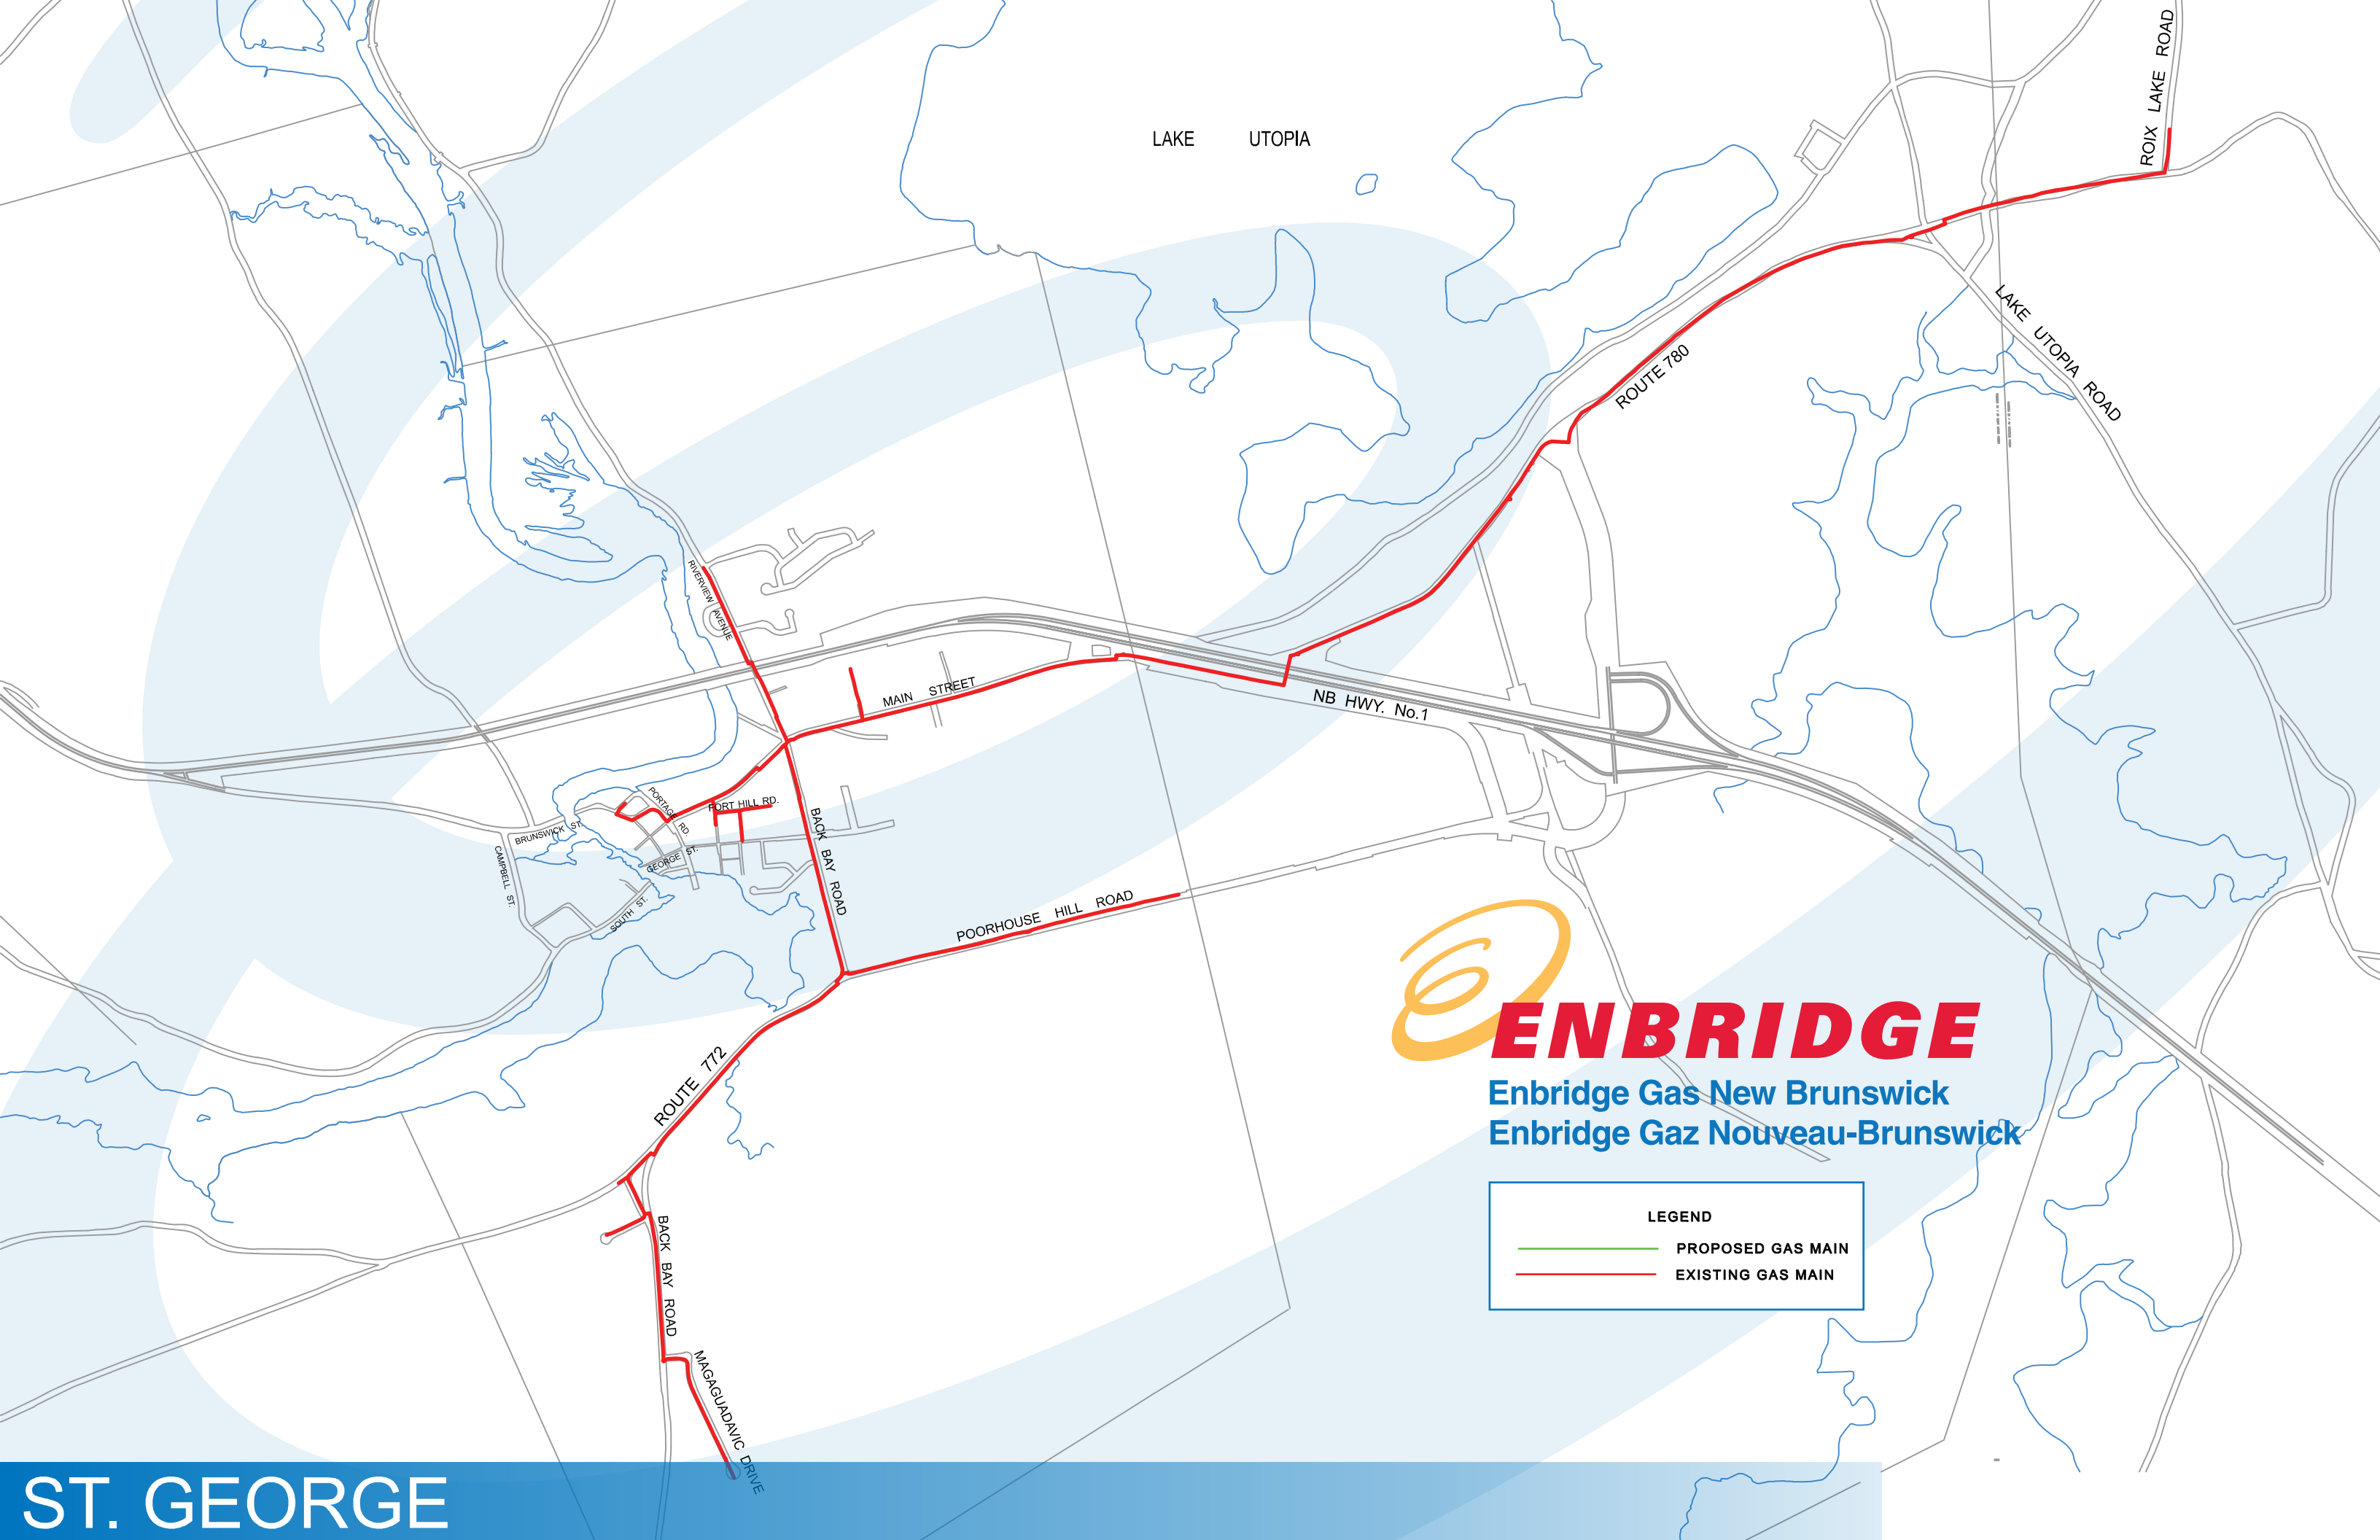 ROIX LAKE ROAD
LAKE UTOPIA
LAKE UTOPIA ROAD
ROUTE 780
RIVERVIEW AVENUE
MAIN STREET
NB HWY. No.1
PORTAGE RD.
FORT HILL RD.
BRUNSWICK ST.
BACK BAY ROAD
CAMPBELL ST.
GEORGE ST.
SOUTH ST.
POORHOUSE HILL ROAD
ROUTE 772
BACK BAY ROAD
MAGAGUADAVIC DRIVE
ENBRIDGE
Enbridge Gas New Brunswick
Enbridge Gaz Nouveau-Brunswick
LEGEND
PROPOSED GAS MAIN
EXISTING GAS MAIN
ST. GEORGE